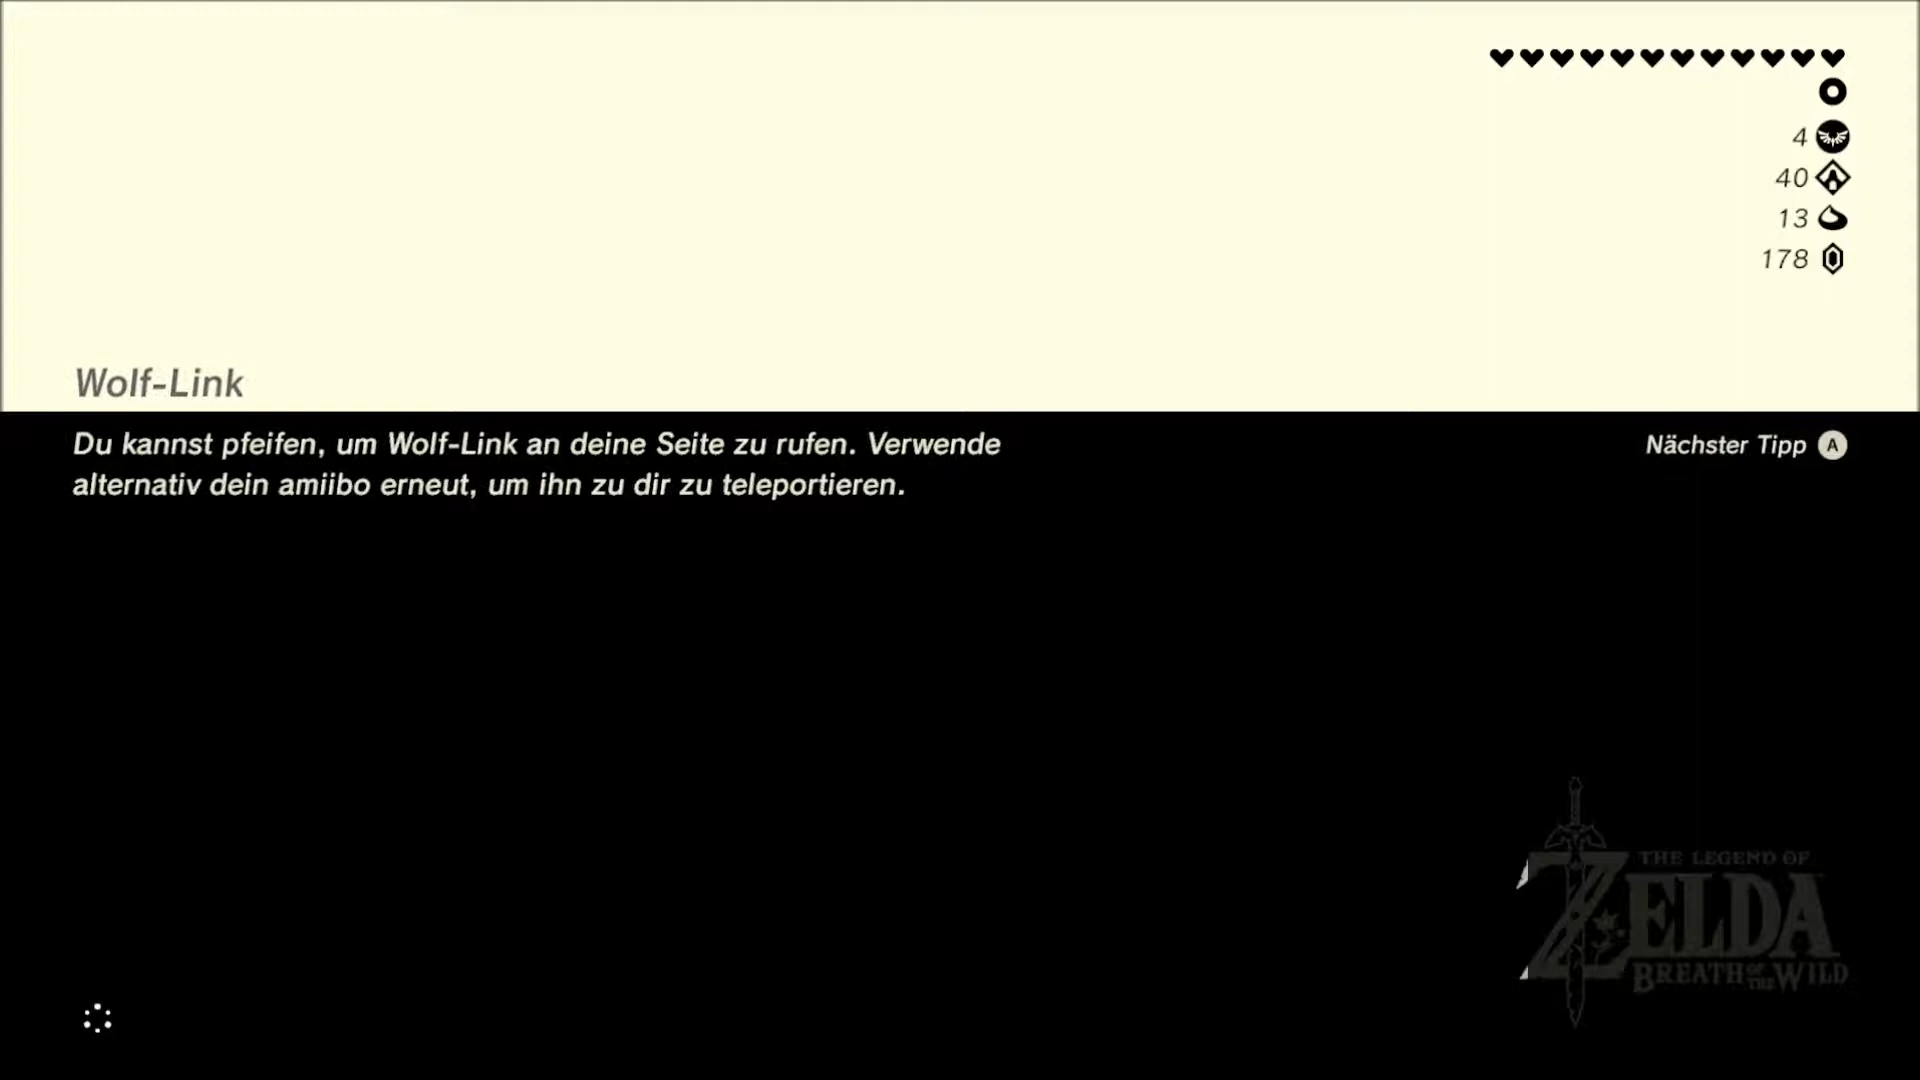 4
40
13
178
Wolf-Link
Du kannst pfeifen, um Wolf-Link an deine Seite zu rufen. Verwende
alternativ dein amiibo erneut, um ihn zu dir zu teleportieren.
Nächster Tipp A
THE LEGEND OF
ZELDA
BREATH OF THE WILD